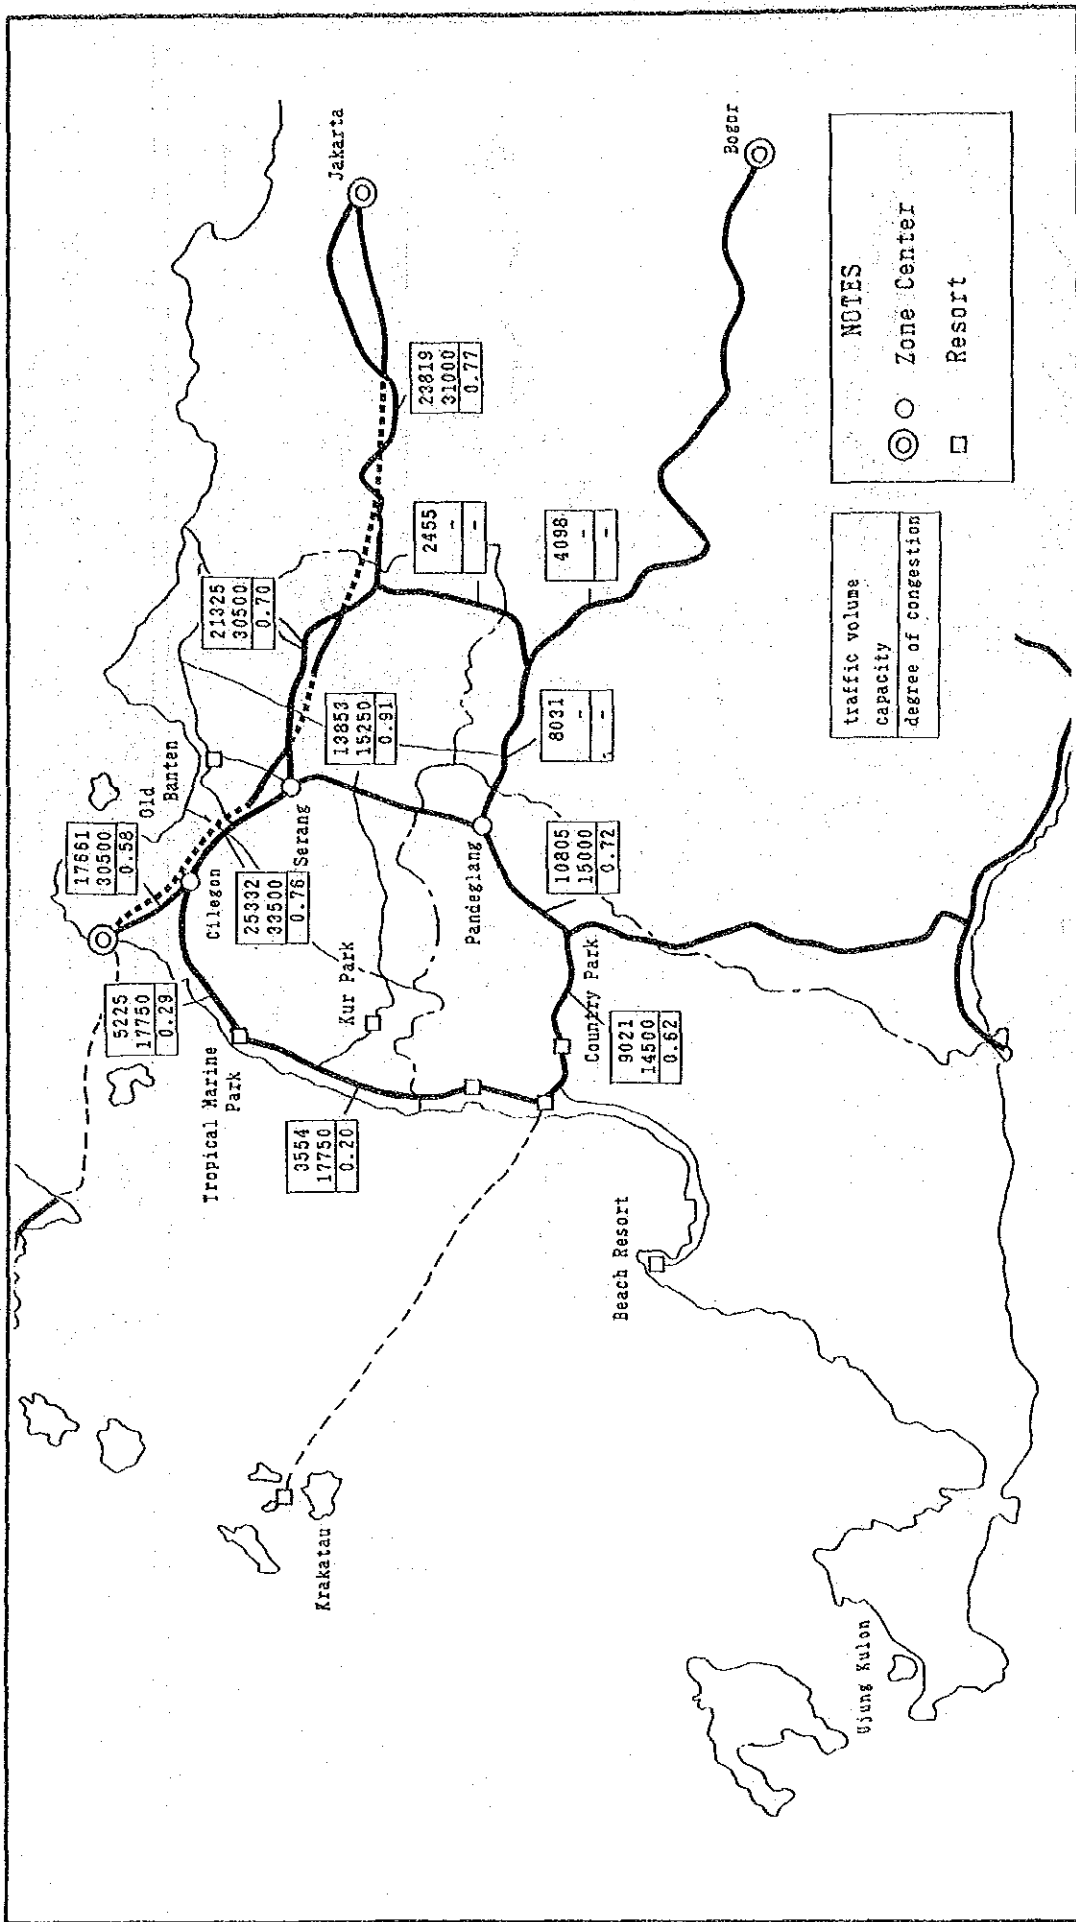 Jakarta
Bogor
Old
Banten
Cilegon
Serang
Pandeglang
Tropical Marine
Park
Kur Park
Country Park
Beach Resort
Krakatau
Ujung Kulon
17661
30500
0.58
21325
30500
0.70
23819
31000
0.77
2455
-
-
4098
-
-
13853
15250
0.91
8031
-
-
25332
33500
0.76
10805
15000
0.72
5225
17750
0.29
3554
17750
0.20
9021
14500
0.62
traffic volume
capacity
degree of congestion
NOTES
Zone Center
Resort